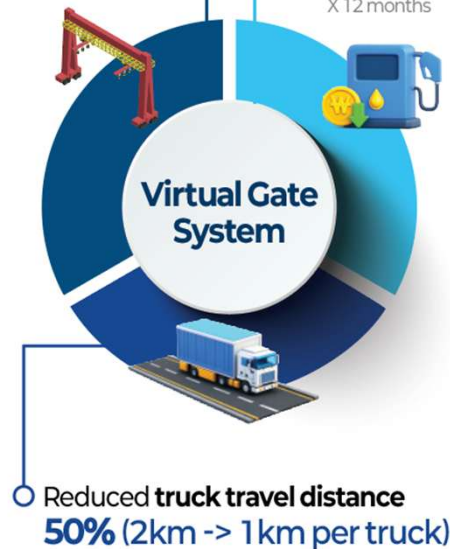 X 12 months
₩
Virtual Gate
System
Reduced truck travel distance
50% (2km -> 1km per truck)